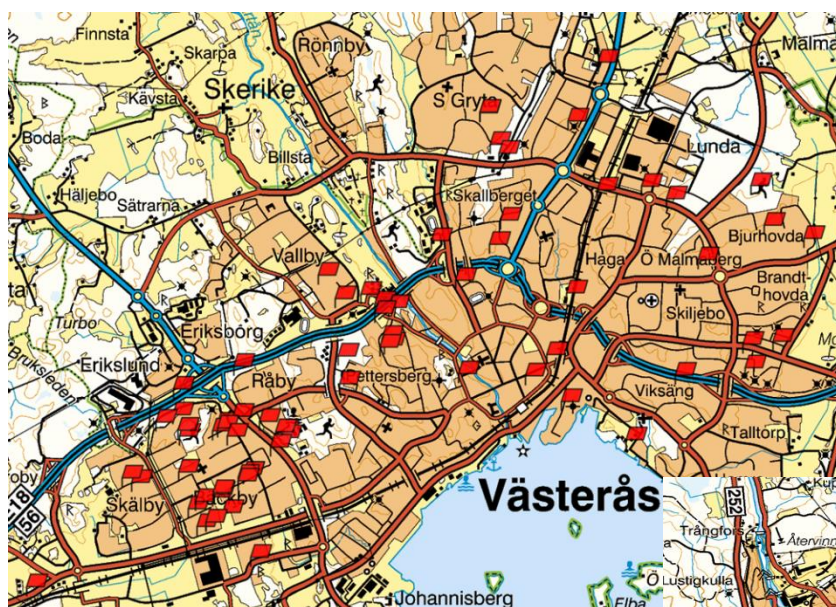 Finnsta
Skarpa
Rönnby
Skerike
Kävsta
S Gryta
Malma
Boda
Billsta
Lunda
Häljebo
Sätrarna
Skallberget
Vallby
Haga
Ö Malmaberg
Bjurhovda
Brandt-
hovda
Skiljebo
Turbo
Eriksborg
Bruksleden
Erikslund
Råby
Pettersberg
Viksäng
Talltorp
Skälby
Bäckby
Västerås
18
56
252
Trångfors
Återvinn
Ö Lustigkulla
Johannisberg
Elba